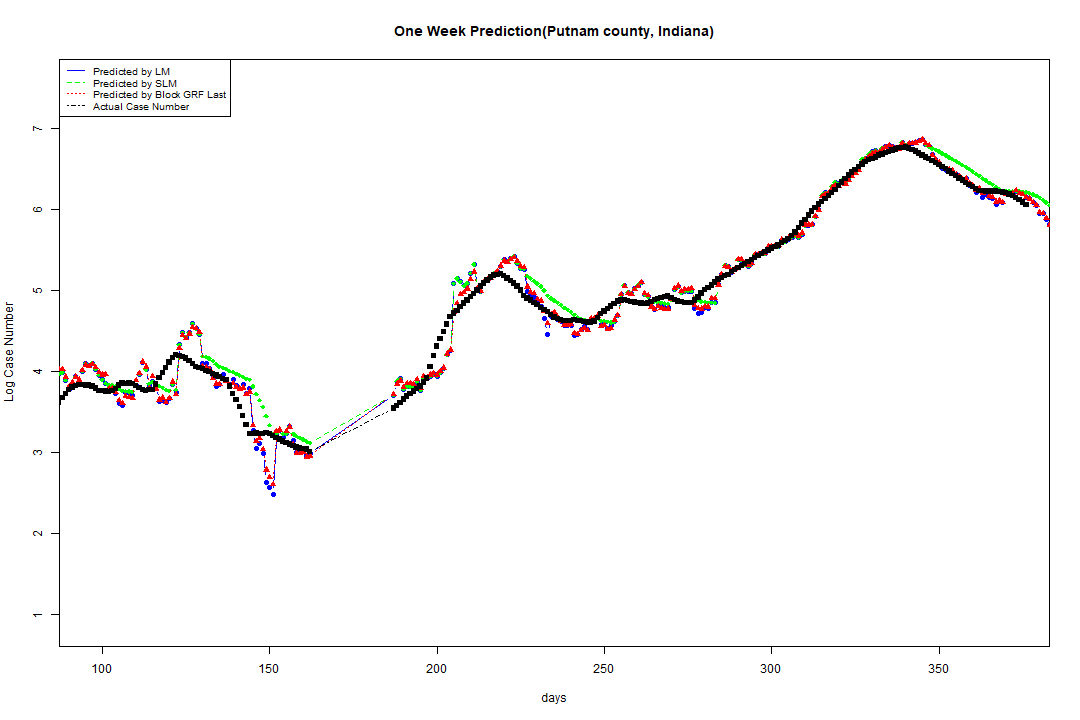 One Week Prediction(Putnam county, Indiana)
Predicted by LM
Predicted by SLM
Predicted by Block GRF Last
Actual Case Number
Log Case Number
7
6
5
4
3
2
1
100 150 200 250 300 350
days